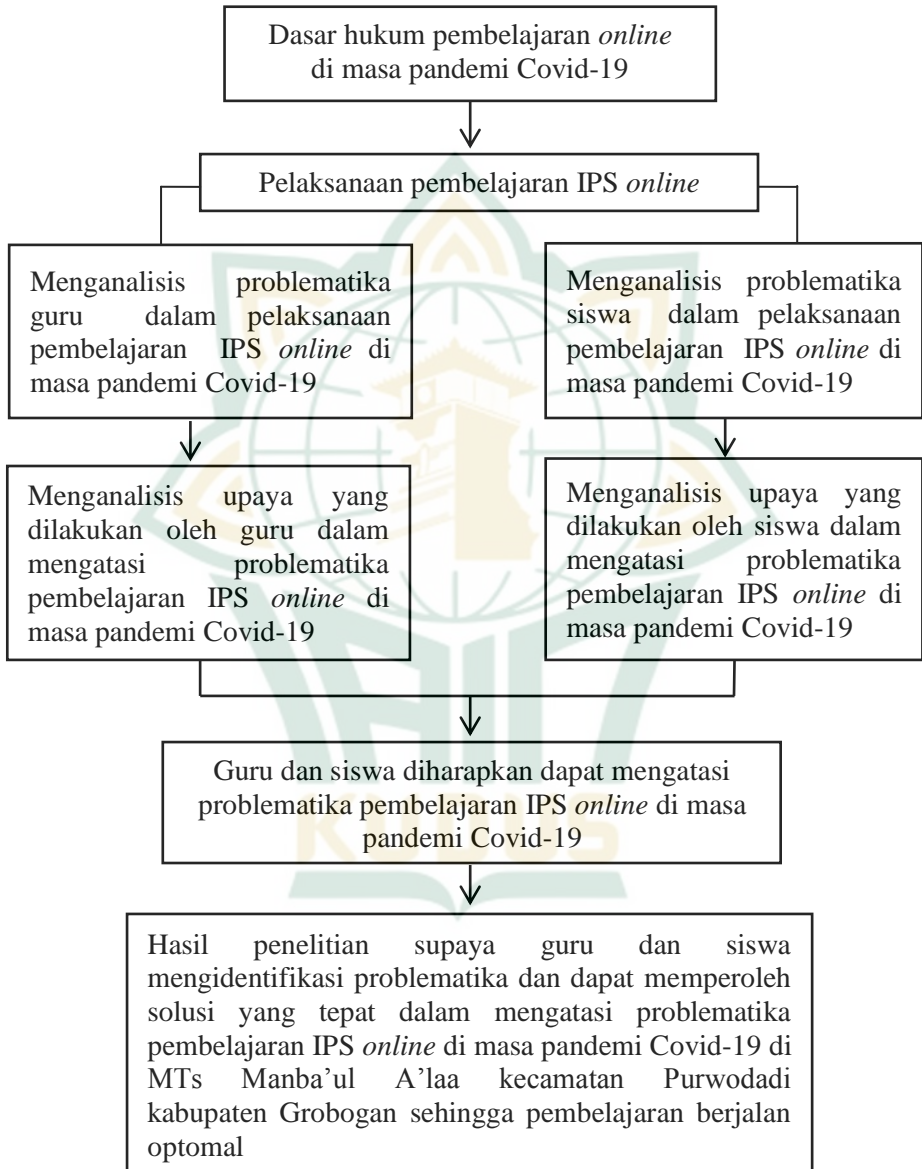 Dasar hukum pembelajaran online
di masa pandemi Covid-19
Pelaksanaan pembelajaran IPS online
Menganalisis problematika
guru dalam pelaksanaan
pembelajaran IPS online di
masa pandemi Covid-19
Menganalisis problematika
siswa dalam pelaksanaan
pembelajaran IPS online di
masa pandemi Covid-19
Menganalisis upaya yang
dilakukan oleh guru dalam
mengatasi problematika
pembelajaran IPS online di
masa pandemi Covid-19
Menganalisis upaya yang
dilakukan oleh siswa dalam
mengatasi problematika
pembelajaran IPS online di
masa pandemi Covid-19
Guru dan siswa diharapkan dapat mengatasi
problematika pembelajaran IPS online di masa
pandemi Covid-19
KUDUS
Hasil penelitian supaya guru dan siswa
mengidentifikasi problematika dan dapat memperoleh
solusi yang tepat dalam mengatasi problematika
pembelajaran IPS online di masa pandemi Covid-19 di
MTs Manba’ul A’laa kecamatan Purwodadi
kabupaten Grobogan sehingga pembelajaran berjalan
optomal